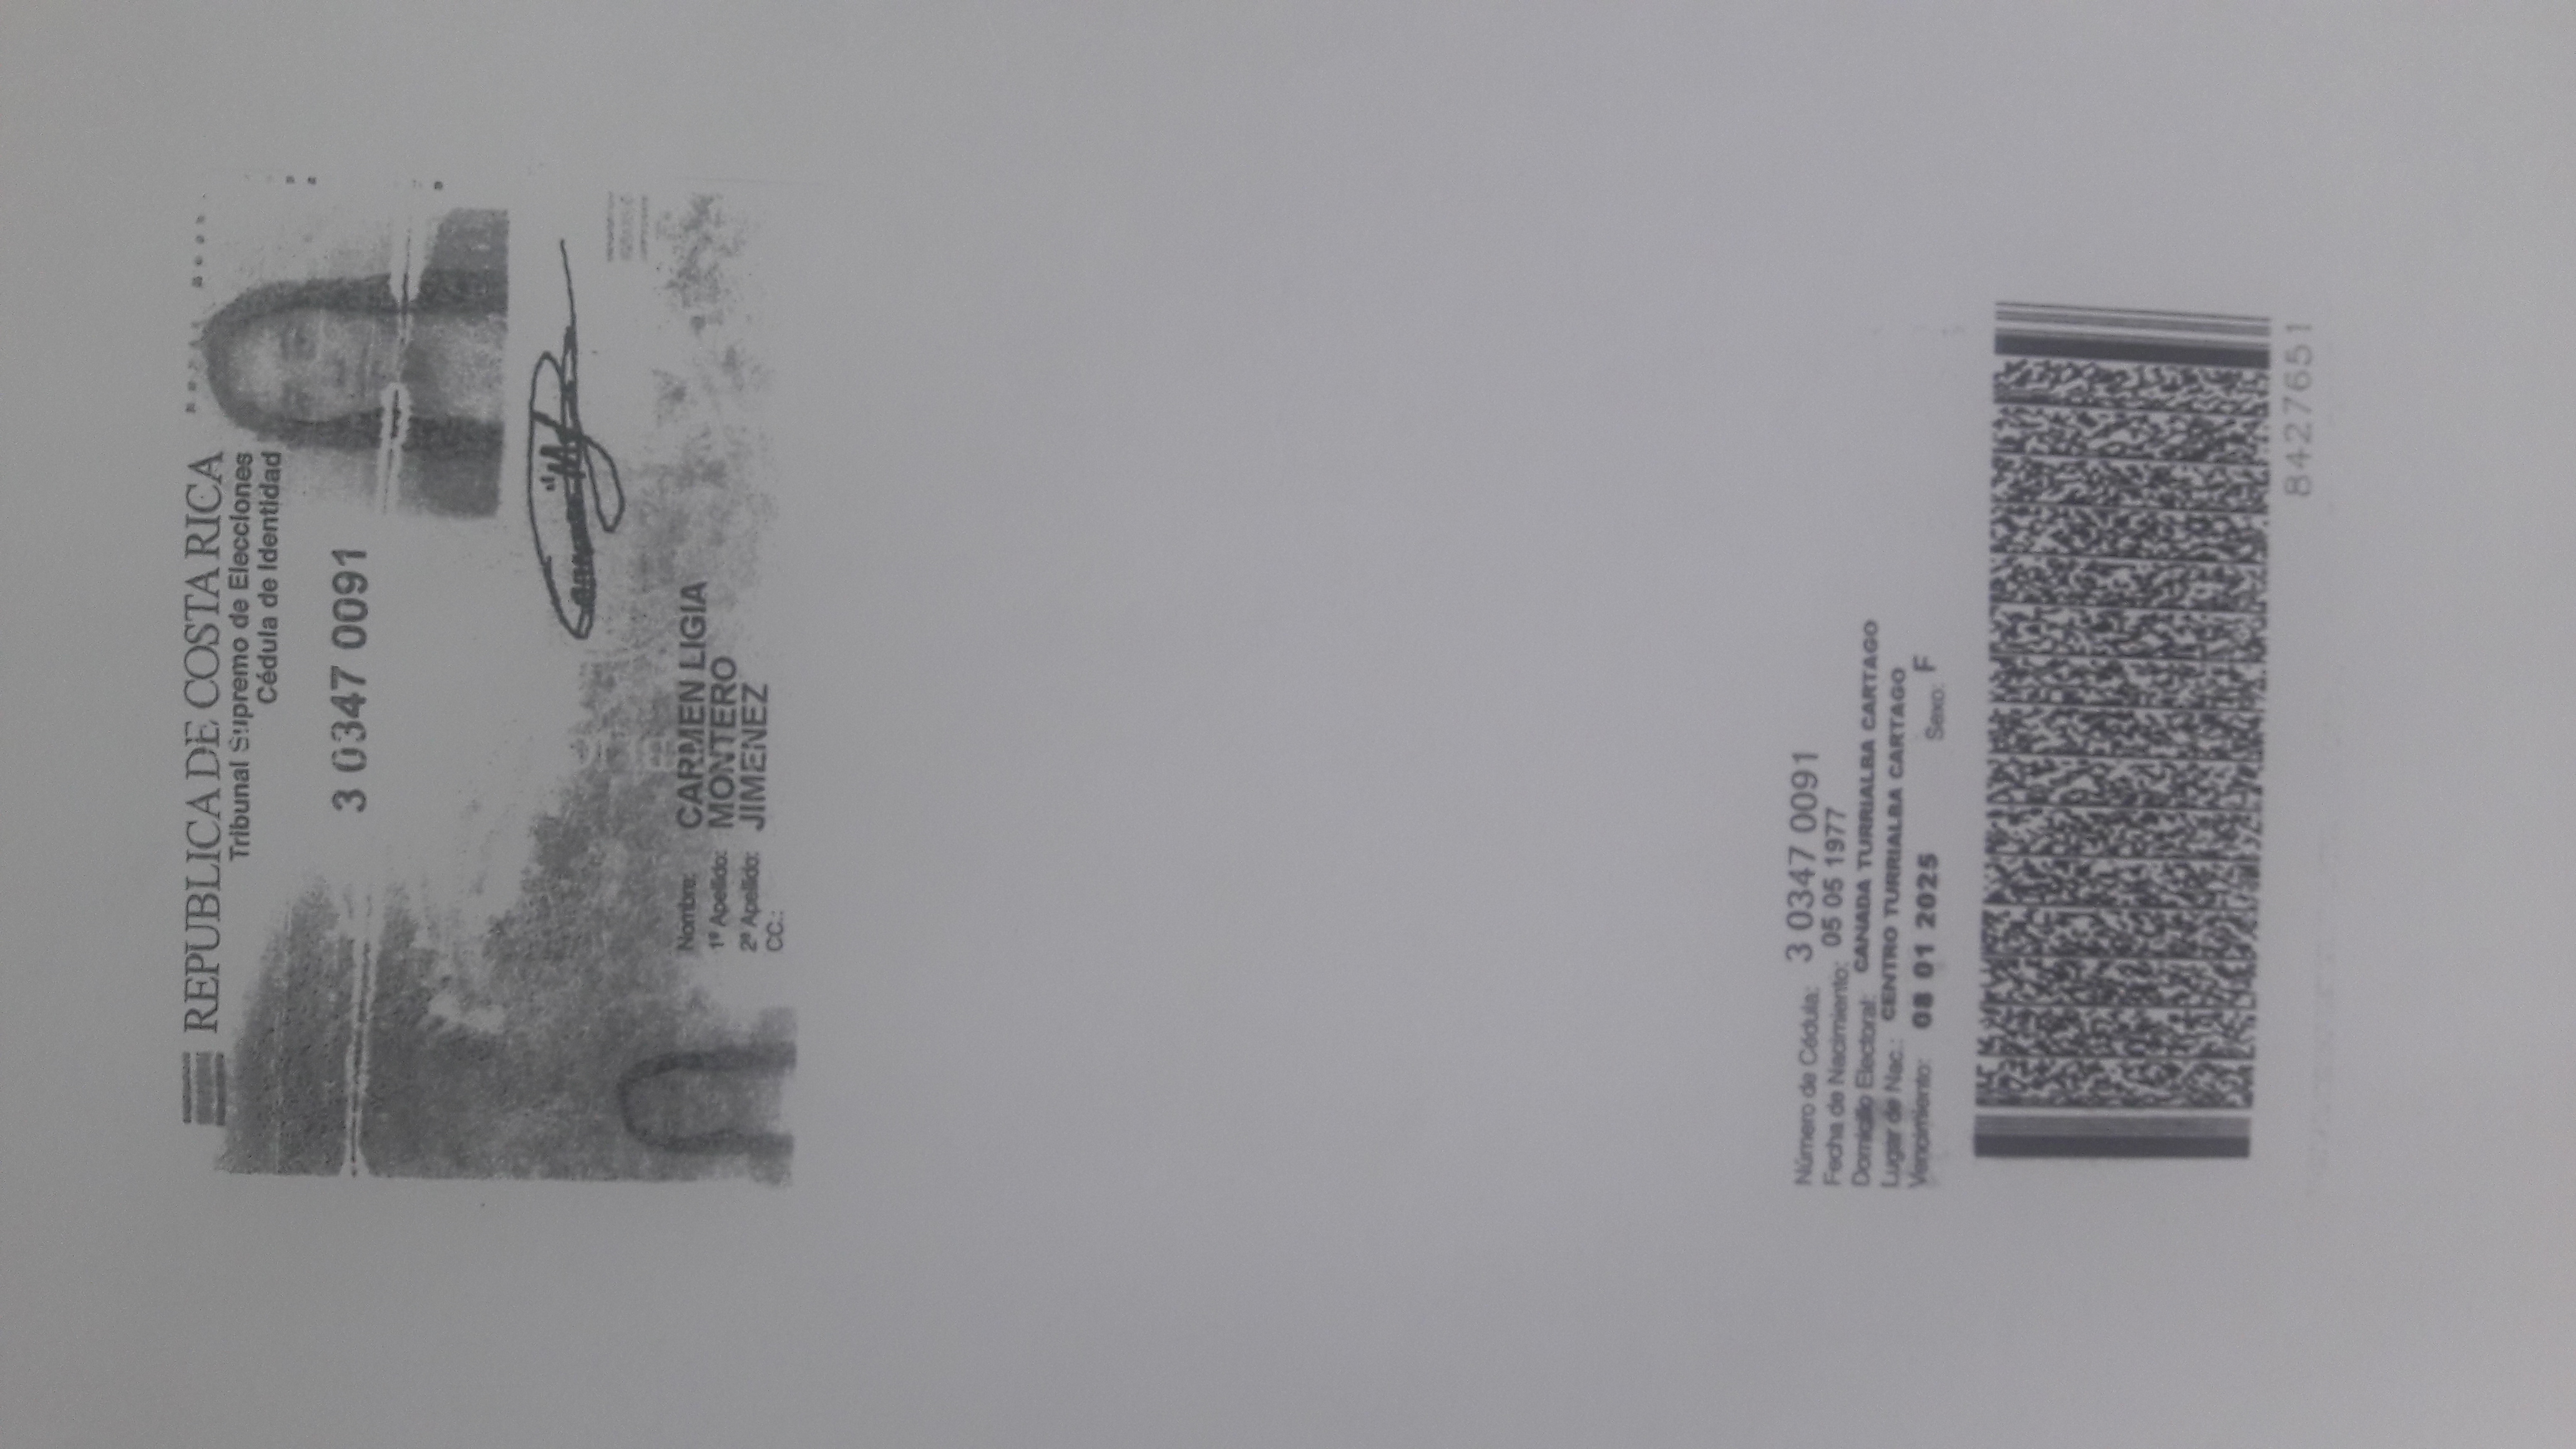 REPUBLICA DE COSTA RICA
Tribunal Supremo de Elecciones
Cédula de Identidad
3 0347 0091
Nombre: CARMEN LIGIA
1º Apellido: MONTERO
2º Apellido: JIMENEZ
CC.:
Número de Cédula: 3 0347 0091
Fecha de Nacimiento: 05 05 1977
Domicilio Electoral: CANADA TURRIALBA CARTAGO
Lugar de Nac.: CENTRO TURRIALBA CARTAGO
Vencimiento: 08 01 2025 Sexo: F
8427651